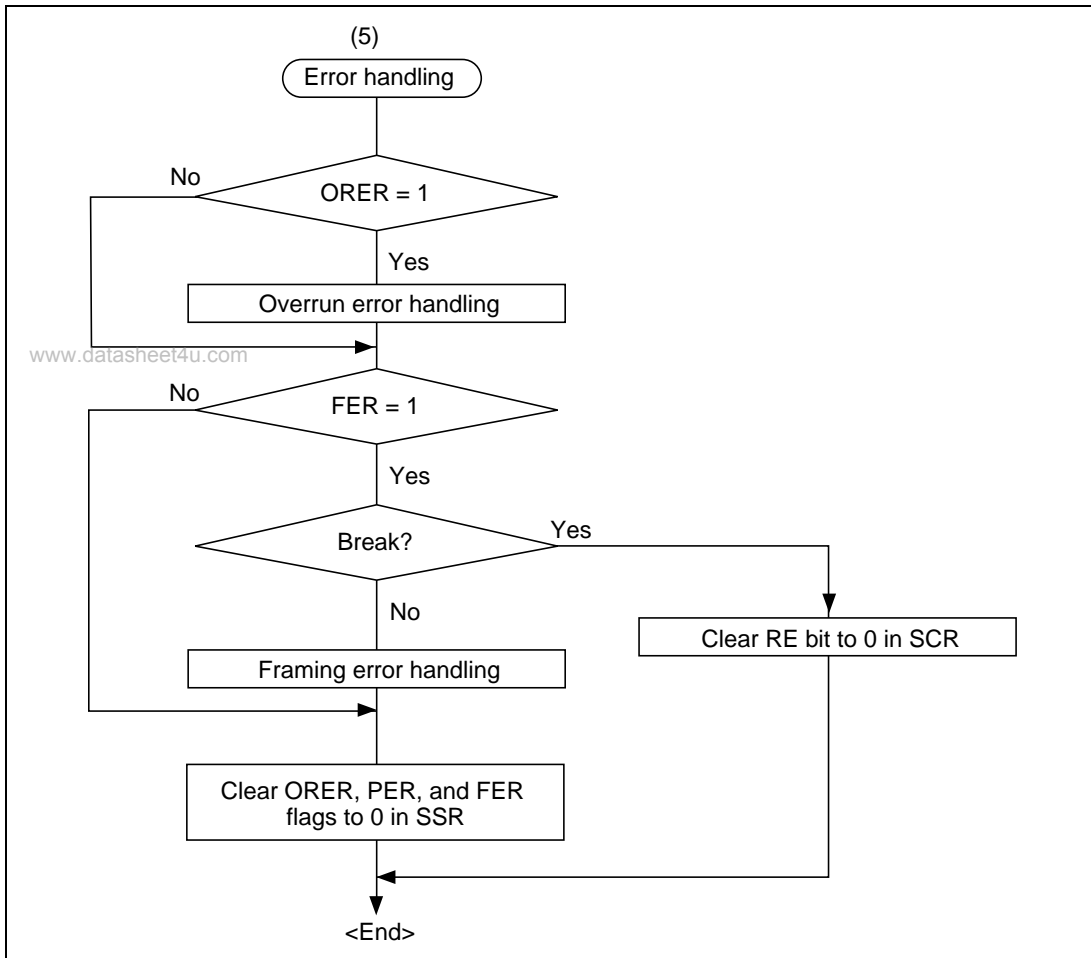 (5)
Error handling
No
ORER = 1
Yes
Overrun error handling
www.datasheet4u.com
No
FER = 1
Yes
Break?
Yes
No
Clear RE bit to 0 in SCR
Framing error handling
Clear ORER, PER, and FER
flags to 0 in SSR
<End>